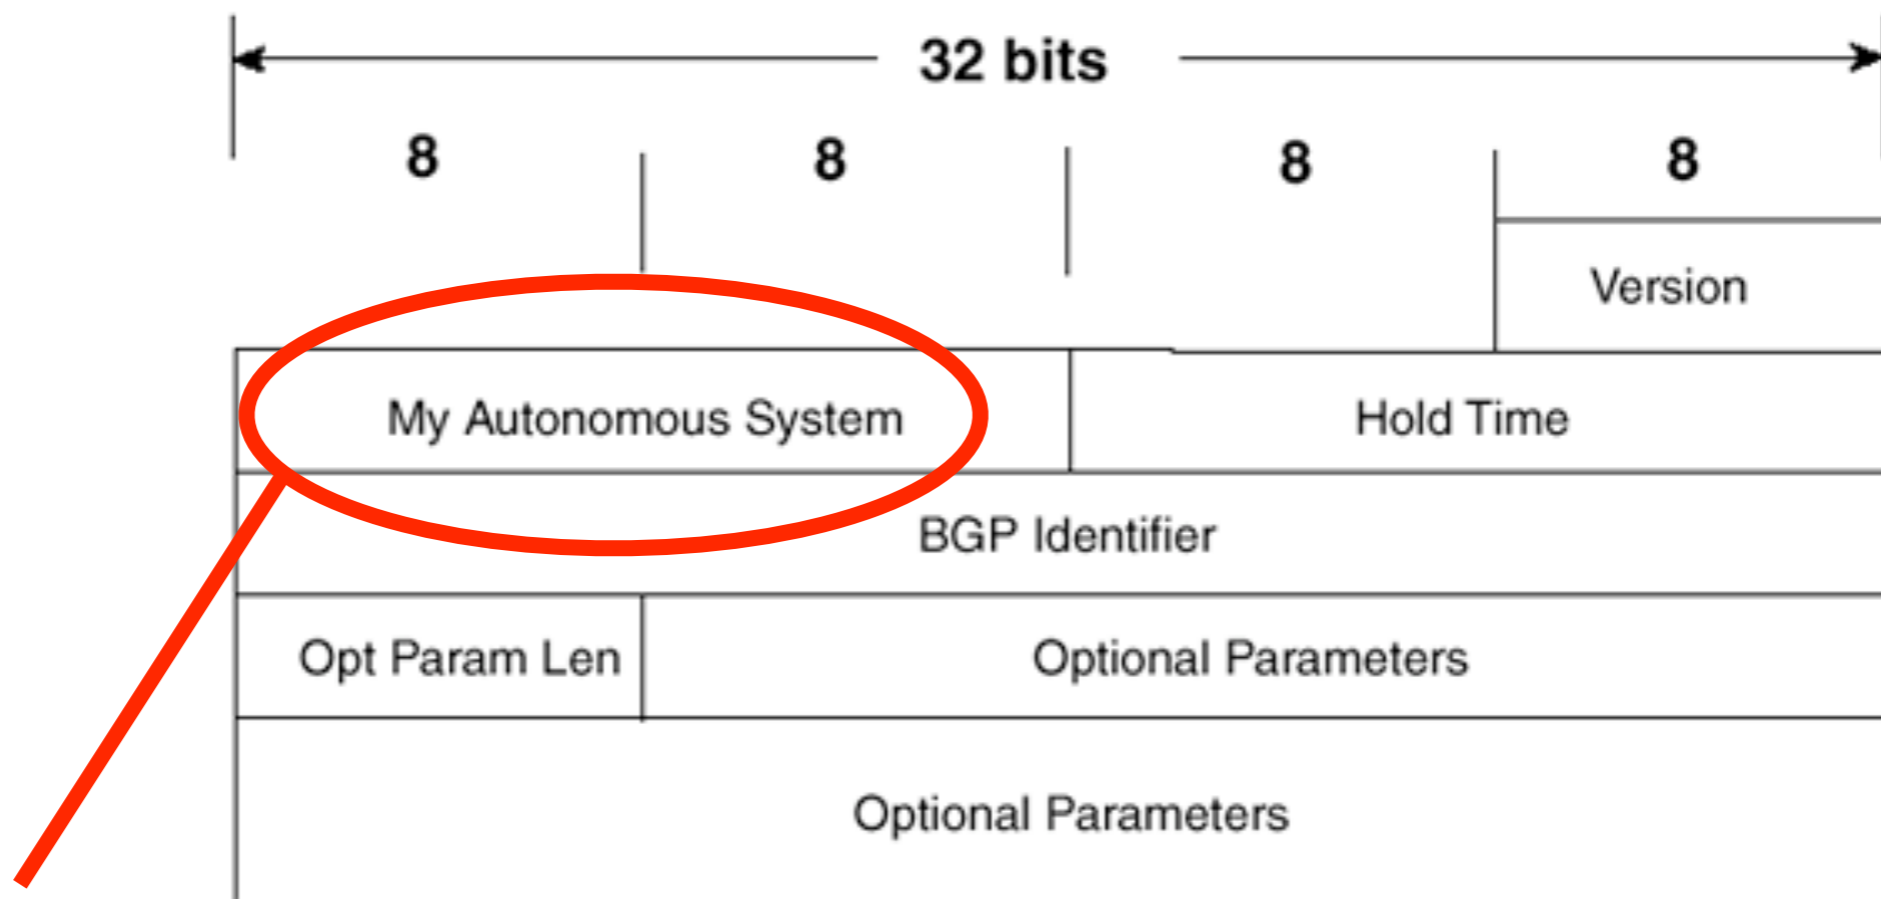 32 bits
8 8 8 8
Version
My Autonomous System Hold Time
BGP Identifier
Opt Param Len Optional Parameters
Optional Parameters